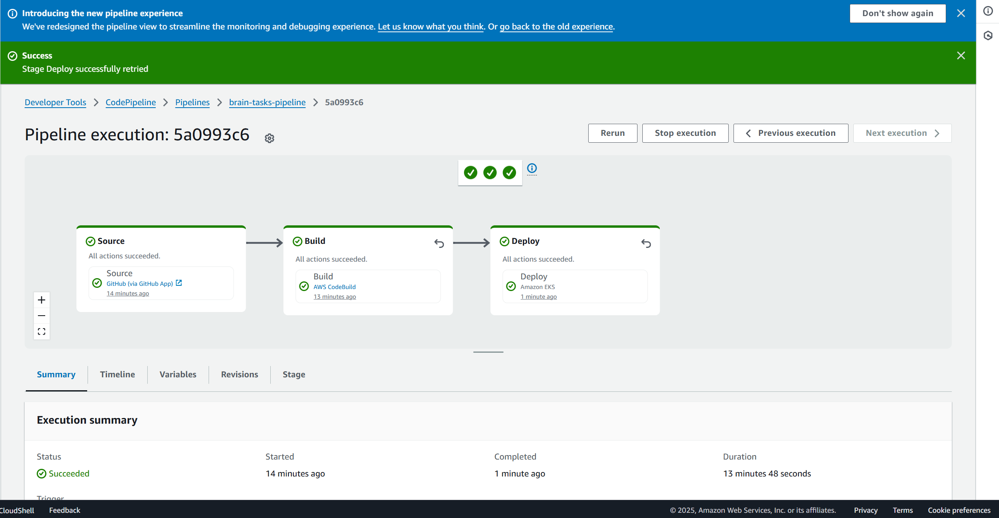 Introducing the new pipeline experience
We've redesigned the pipeline view to streamline the monitoring and debugging experience. Let us know what you think. Or go back to the old experience.
Don't show again
Success
Stage Deploy successfully retried
Developer Tools > CodePipeline > Pipelines > brain-tasks-pipeline > 5a0993c6
Pipeline execution: 5a0993c6
Rerun
Stop execution
Previous execution
Next execution
Source
All actions succeeded.
Source
GitHub (via GitHub App)
14 minutes ago
Build
All actions succeeded.
Build
AWS CodeBuild
13 minutes ago
Deploy
All actions succeeded.
Deploy
Amazon EKS
1 minute ago
Summary
Timeline
Variables
Revisions
Stage
Execution summary
Status
Succeeded
Started
14 minutes ago
Completed
1 minute ago
Duration
13 minutes 48 seconds
Trigger
CloudShell
Feedback
© 2025, Amazon Web Services, Inc. or its affiliates.
Privacy
Terms
Cookie preferences